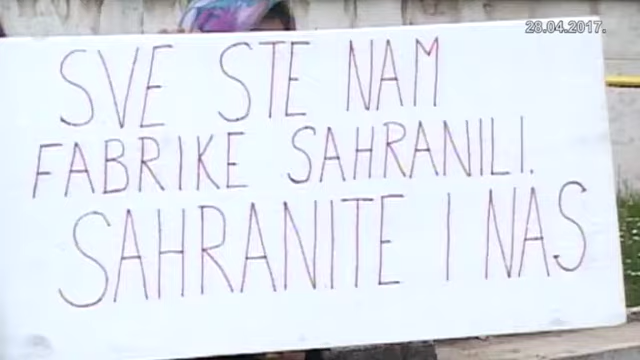 28.04.2017.
SVE STE NAM
FABRIKE SAHRANILI.
SAHRANITE I NAS